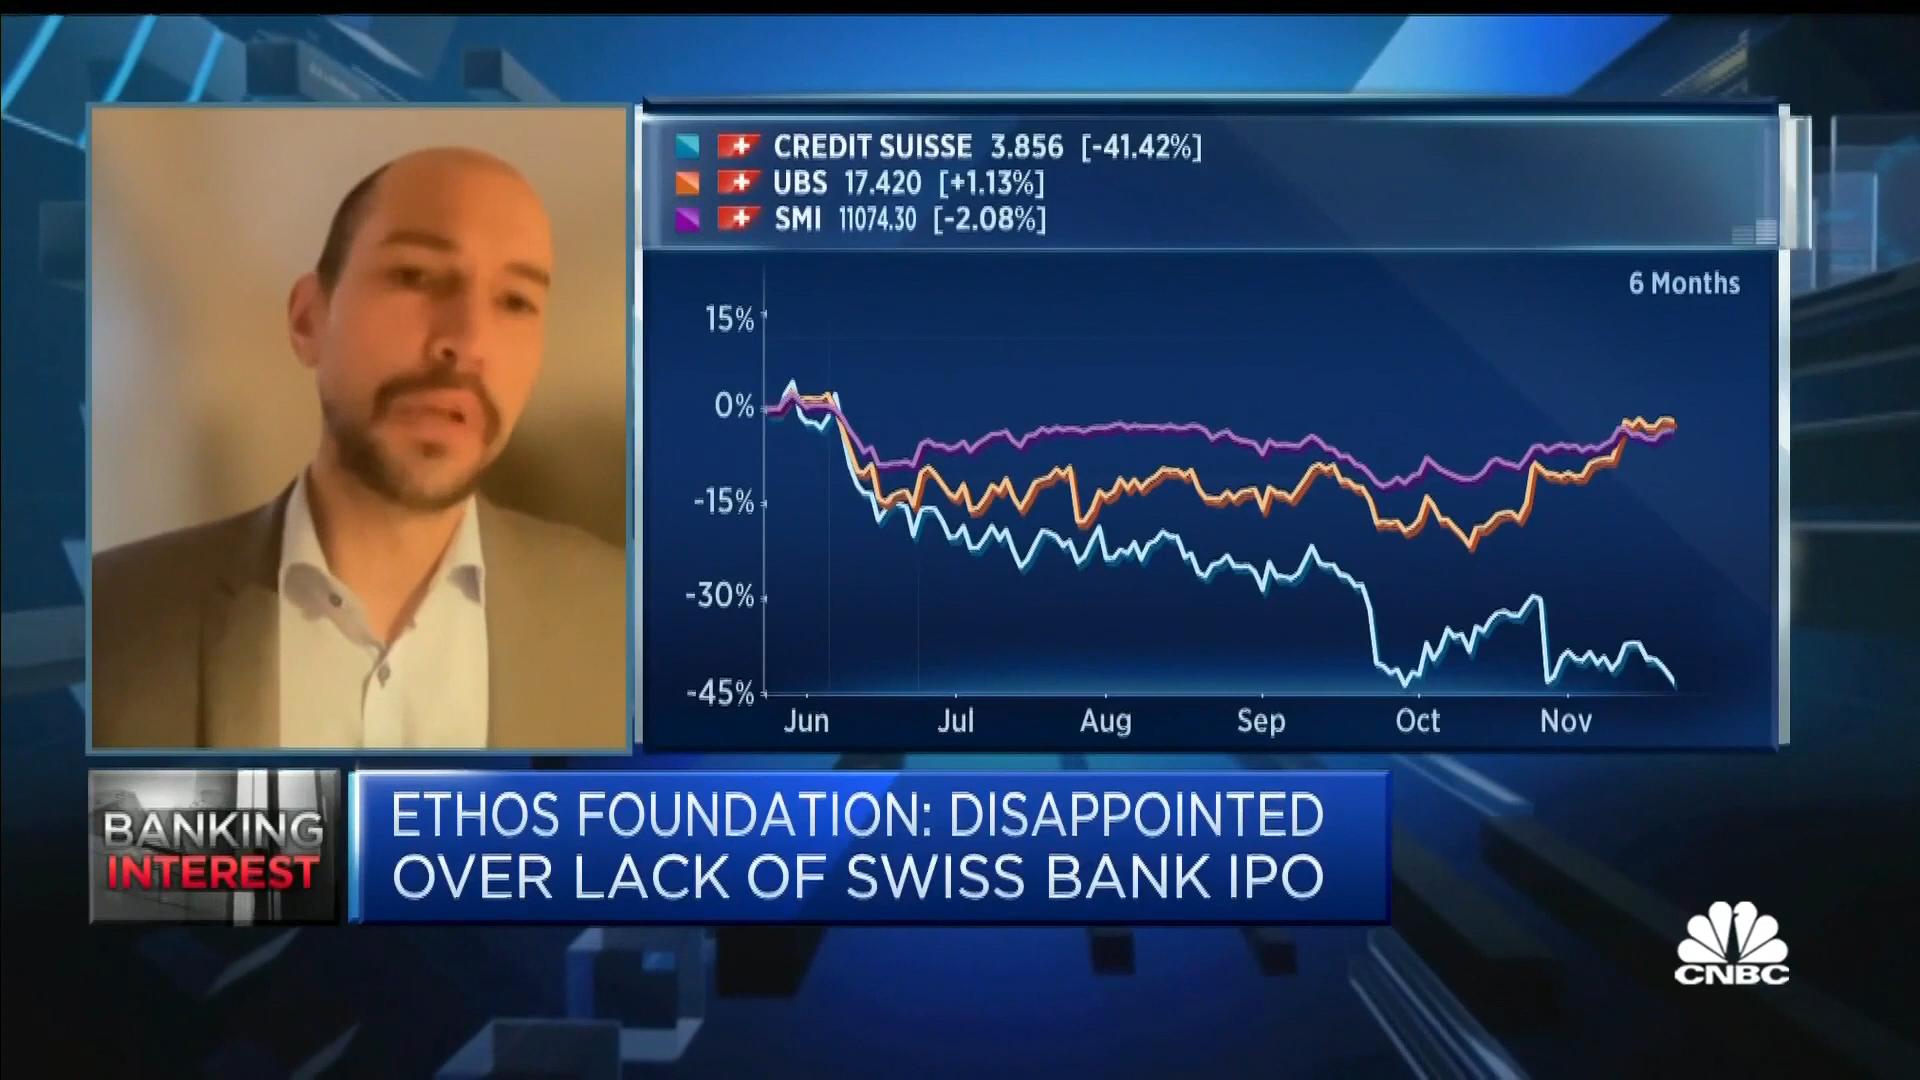 CREDIT SUISSE 3.856 [-41.42%]
UBS 17.420 [+1.13%]
SMI 11074.30 [-2.08%]
6 Months
15%
0%
-15%
-30%
-45%
Jun Jul Aug Sep Oct Nov
BANKING
INTEREST
ETHOS FOUNDATION: DISAPPOINTED
OVER LACK OF SWISS BANK IPO
CNBC